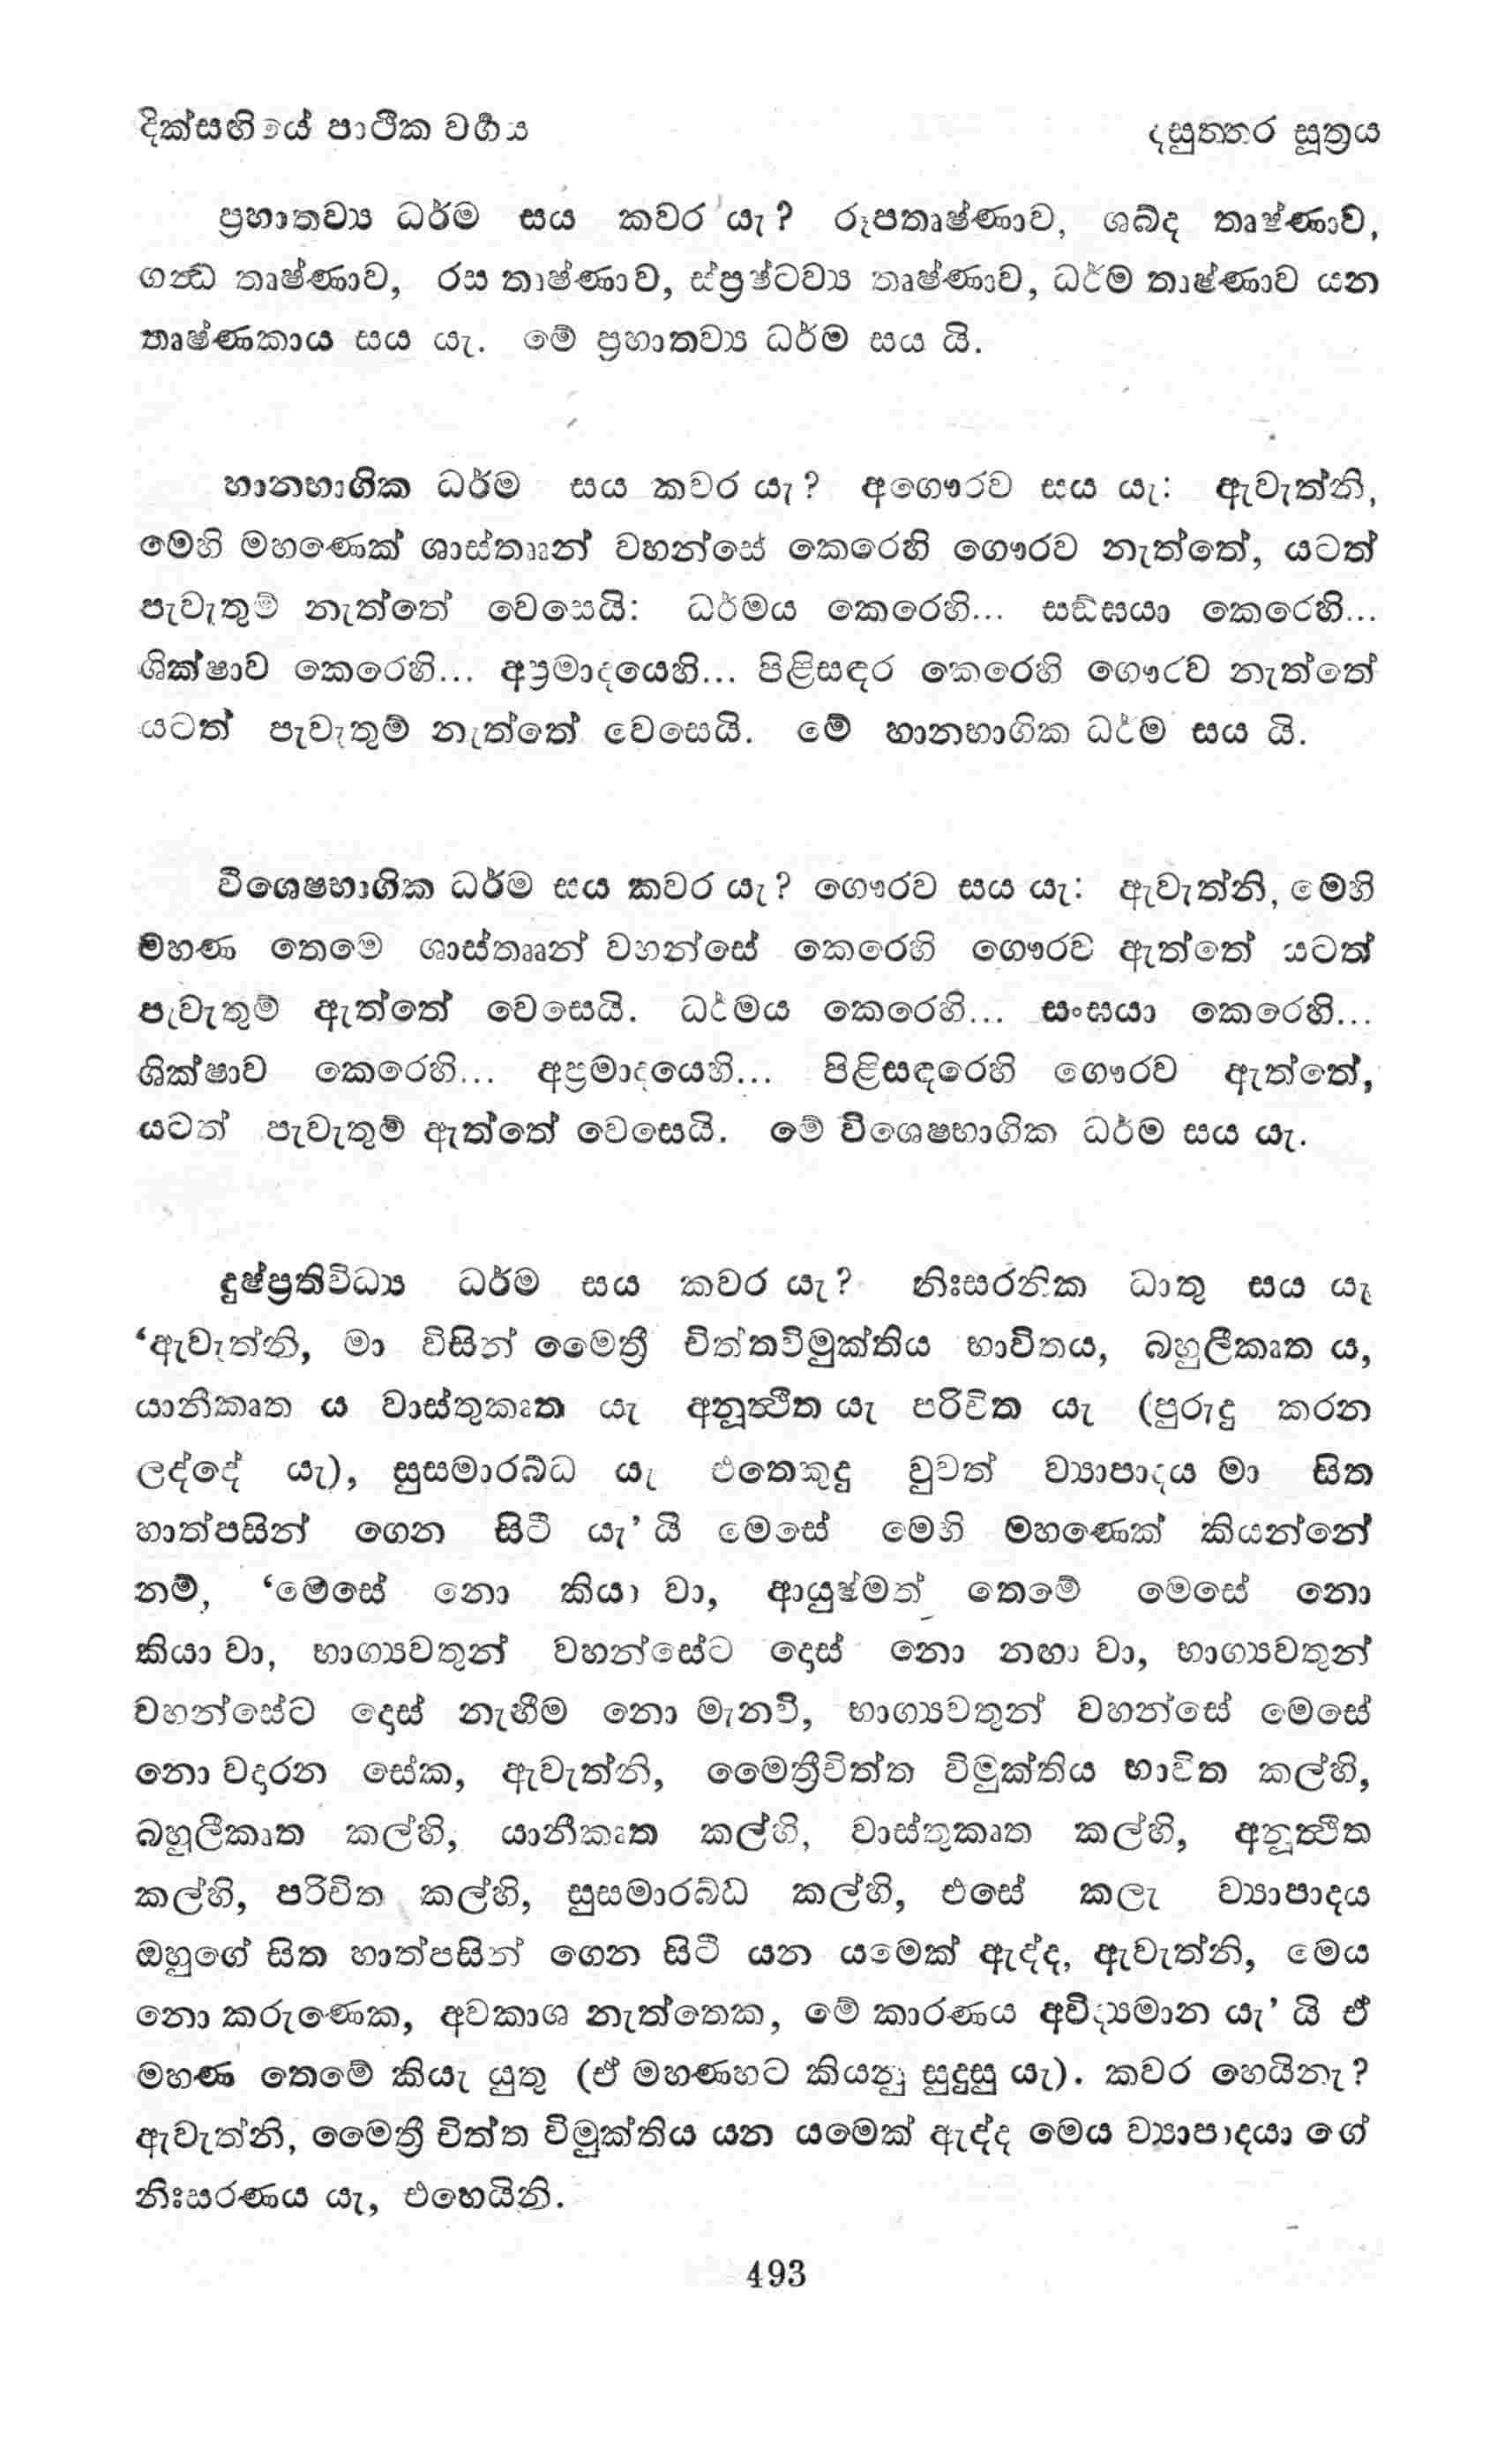 දික්සඟියේ පාථික වර්‍ගය
දසුත්තර සූත්‍රය
ප්‍රහාතව්‍ය ධර්ම සය කවර යැ? රූපතෘෂ්ණාව, ශබ්ද තෘෂ්ණාව,
ගන්‍ධ තෘෂ්ණාව, රස තෘෂ්ණාව, ස්ප්‍රෂ්ටව්‍ය තෘෂ්ණාව, ධර්ම තෘෂ්ණාව යන
තෘෂ්ණකාය සය යැ. මේ ප්‍රහාතව්‍ය ධර්ම සය යි.
හානභාගික ධර්ම සය කවර යැ? අගෞරව සය යැ: ඇවැත්නි,
මෙහි මහණෙක් ශාස්තෲන් වහන්සේ කෙරෙහි ගෞරව නැත්තේ, යටත්
පැවැතුම් නැත්තේ වෙසෙයි: ධර්මය කෙරෙහි... සඞ්ඝයා කෙරෙහි...
ශික්ෂාව කෙරෙහි... අප්‍රමාදයෙහි... පිළිසඳර කෙරෙහි ගෞරව නැත්තේ
යටත් පැවැතුම් නැත්තේ වෙසෙයි. මේ හානභාගික ධර්ම සය යි.
විශෙෂභාගික ධර්ම සය කවර යැ? ගෞරව සය යැ: ඇවැත්නි, මෙහි
මහණ තෙමෙ ශාස්තෲන් වහන්සේ කෙරෙහි ගෞරව ඇත්තේ යටත්
පැවැතුම් ඇත්තේ වෙසෙයි. ධර්මය කෙරෙහි... සංඝයා කෙරෙහි...
ශික්ෂාව කෙරෙහි... අප්‍රමාදයෙහි... පිළිසඳරෙහි ගෞරව ඇත්තේ,
යටත් පැවැතුම් ඇත්තේ වෙසෙයි. මේ විශෙෂභාගික ධර්ම සය යැ.
දුෂ්ප්‍රතිවිධ්‍ය ධර්ම සය කවර යැ? නිඃසරනික ධාතු සය යැ
‘ඇවැත්නි, මා විසින් මෛත්‍රී චිත්තවිමුක්තිය භාවිතය, බහුලීකෘත ය,
යානීකෘත ය වාස්තුකෘත යැ අනූත්‍ථිත යැ පරිචිත යැ (පුරුදු කරන
ලද්දේ යැ), සුසමාරබ්ධ යැ එතෙකුදු වුවත් ව්‍යාපාදය මා සිත
හාත්පසින් ගෙන සිටී යැ’ යි මෙසේ මෙහි මහණෙක් කියන්නේ
නම්, ‘මෙසේ නො කියා වා, ආයුෂ්මත් තෙමේ මෙසේ නො
කියා වා, භාග්‍යවතුන් වහන්සේට දොස් නො නඟා වා, භාග්‍යවතුන්
වහන්සේට දොස් නැඟීම නො මැනවි, භාග්‍යවතුන් වහන්සේ මෙසේ
නො වදාරන සේක, ඇවැත්නි, මෛත්‍රීචිත්ත විමුක්තිය භාවිත කල්හි,
බහුලීකෘත කල්හි, යානීකෘත කල්හි, වාස්තුකෘත කල්හි, අනූත්‍ථිත
කල්හි, පරිචිත කල්හි, සුසමාරබ්ධ කල්හි, එසේ කලැ ව්‍යාපාදය
ඔහුගේ සිත හාත්පසින් ගෙන සිටී යන යමෙක් ඇද්ද, ඇවැත්නි, මෙය
නො කරුණෙක, අවකාශ නැත්තෙක, මේ කාරණය අවිද්‍යමාන යැ’ යි ඒ
මහණ තෙමේ කියැ යුතු (ඒ මහණහට කියනු සුදුසු යැ). කවර හෙයිනැ?
ඇවැත්නි, මෛත්‍රී චිත්ත විමුක්තිය යන යමෙක් ඇද්ද මෙය ව්‍යාපාදයා ගේ
නිඃසරණය යැ, එහෙයිනි.
493